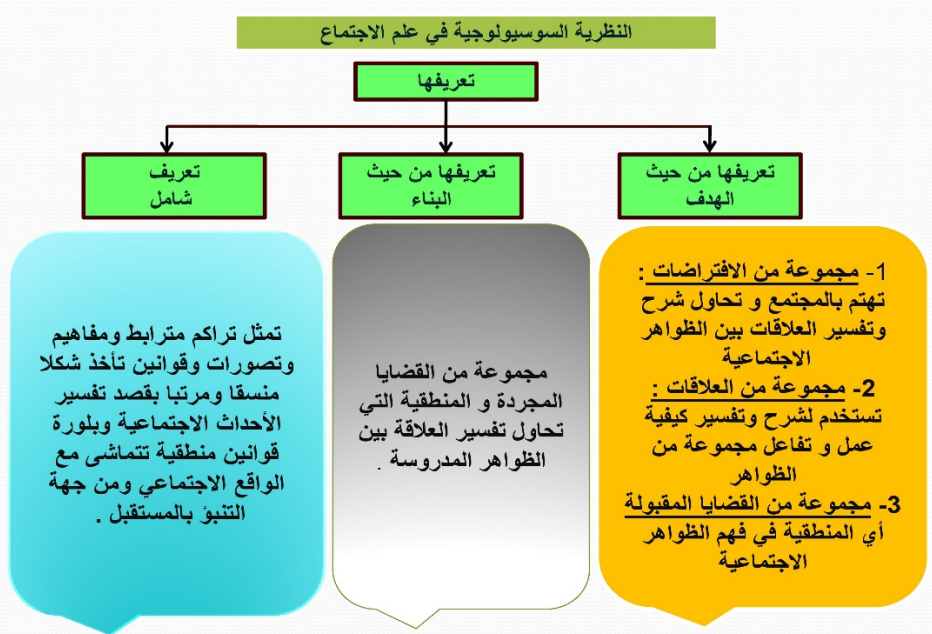 النظرية السوسيولوجية في علم الاجتماع
تعريفها
تعريفها من حيث
الهدف
تعريفها من حيث
البناء
تعريف
شامل
1- مجموعة من الافتراضات :
تهتم بالمجتمع و تحاول شرح
وتفسير العلاقات بين الظواهر
الاجتماعية
2- مجموعة من العلاقات :
تستخدم لشرح وتفسير كيفية
عمل و تفاعل مجموعة من
الظواهر
3- مجموعة من القضايا المقبولة
أي المنطقية في فهم الظواهر
الاجتماعية
مجموعة من القضايا
المجردة و المنطقية التي
تحاول تفسير العلاقة بين
الظواهر المدروسة .
تمثل تراكم مترابط ومفاهيم
وتصورات وقوانين تأخذ شكلا
منسقا ومرتبا بقصد تفسير
الأحداث الاجتماعية وبلورة
قوانين منطقية تتماشى مع
الواقع الاجتماعي ومن جهة
التنبؤ بالمستقبل .